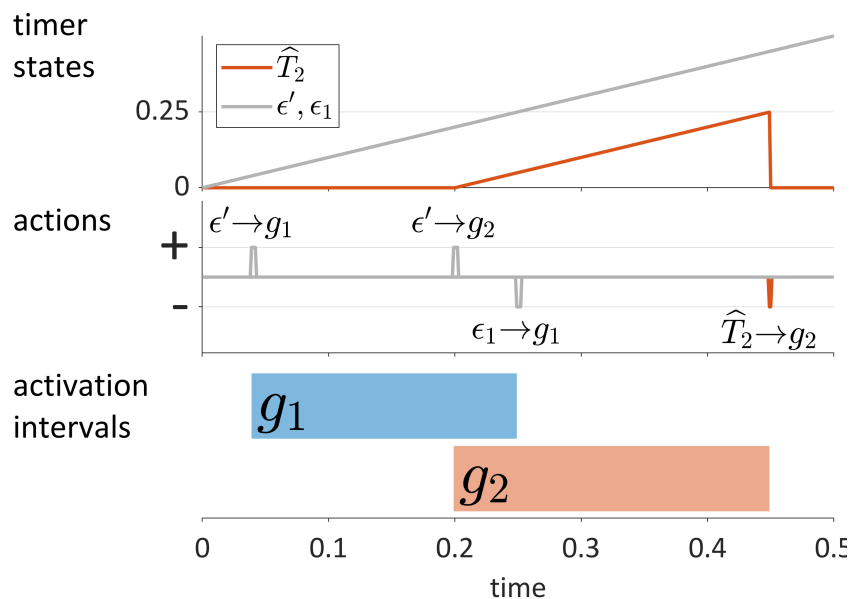 timer
states
T̂₂
ϵ′, ϵ₁
0.25
0
actions
ϵ′→g₁
ϵ′→g₂
+
-
ϵ₁→g₁
T̂₂→g₂
activation
intervals
g₁
g₂
0 0.1 0.2 0.3 0.4 0.5
time